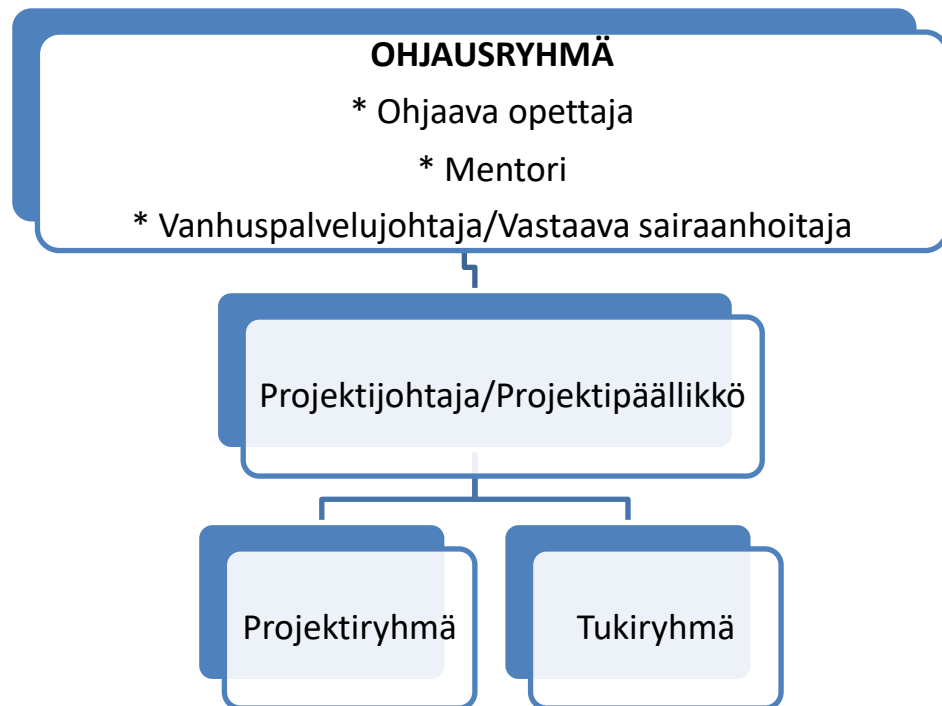 OHJAUSRYHMÄ
* Ohjaava opettaja
* Mentori
* Vanhuspalvelujohtaja/Vastaava sairaanhoitaja
Projektijohtaja/Projektipäällikkö
Projektiryhmä
Tukiryhmä